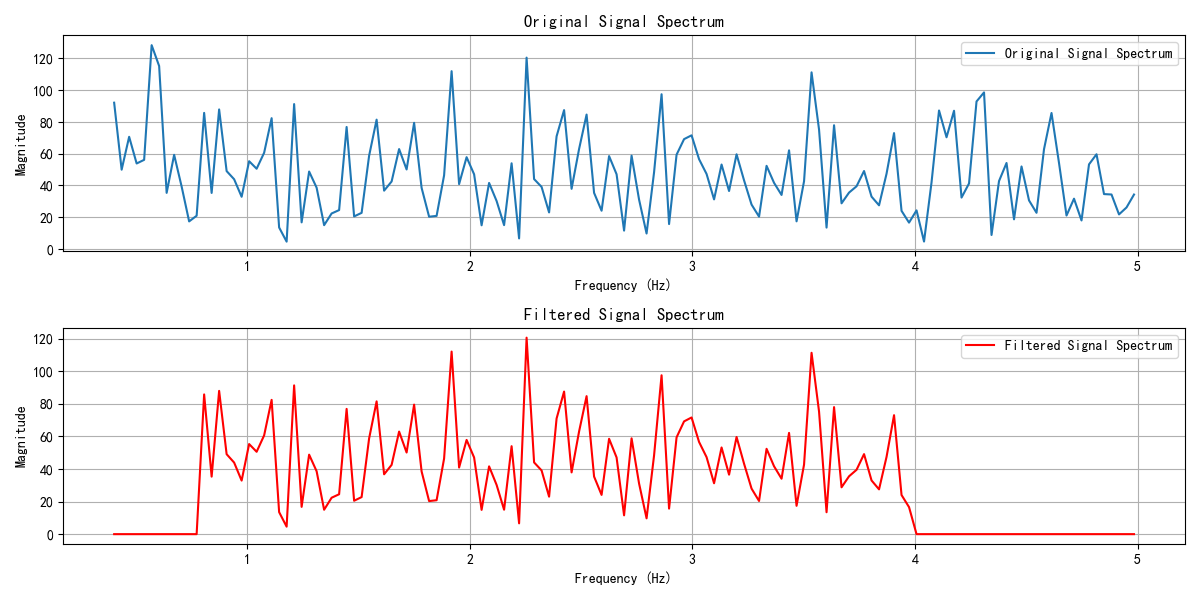 Original Signal Spectrum
Original Signal Spectrum
Magnitude
120
100
80
60
40
20
0
1 2 3 4 5
Frequency (Hz)
Filtered Signal Spectrum
Filtered Signal Spectrum
Magnitude
120
100
80
60
40
20
0
1 2 3 4 5
Frequency (Hz)